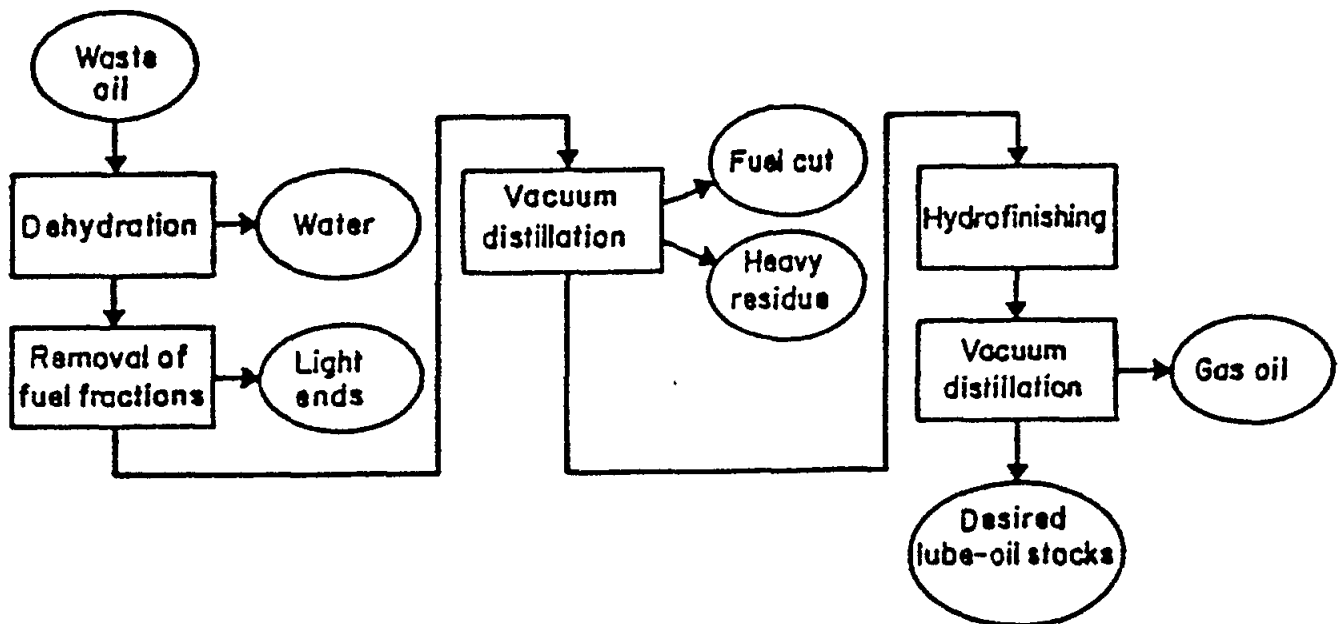 Waste
oil
Dehydration
Water
Removal of
fuel fractions
Light
ends
Vacuum
distillation
Fuel cut
Heavy
residue
Hydrofinishing
Vacuum
distillation
Gas oil
Desired
lube-oil stocks